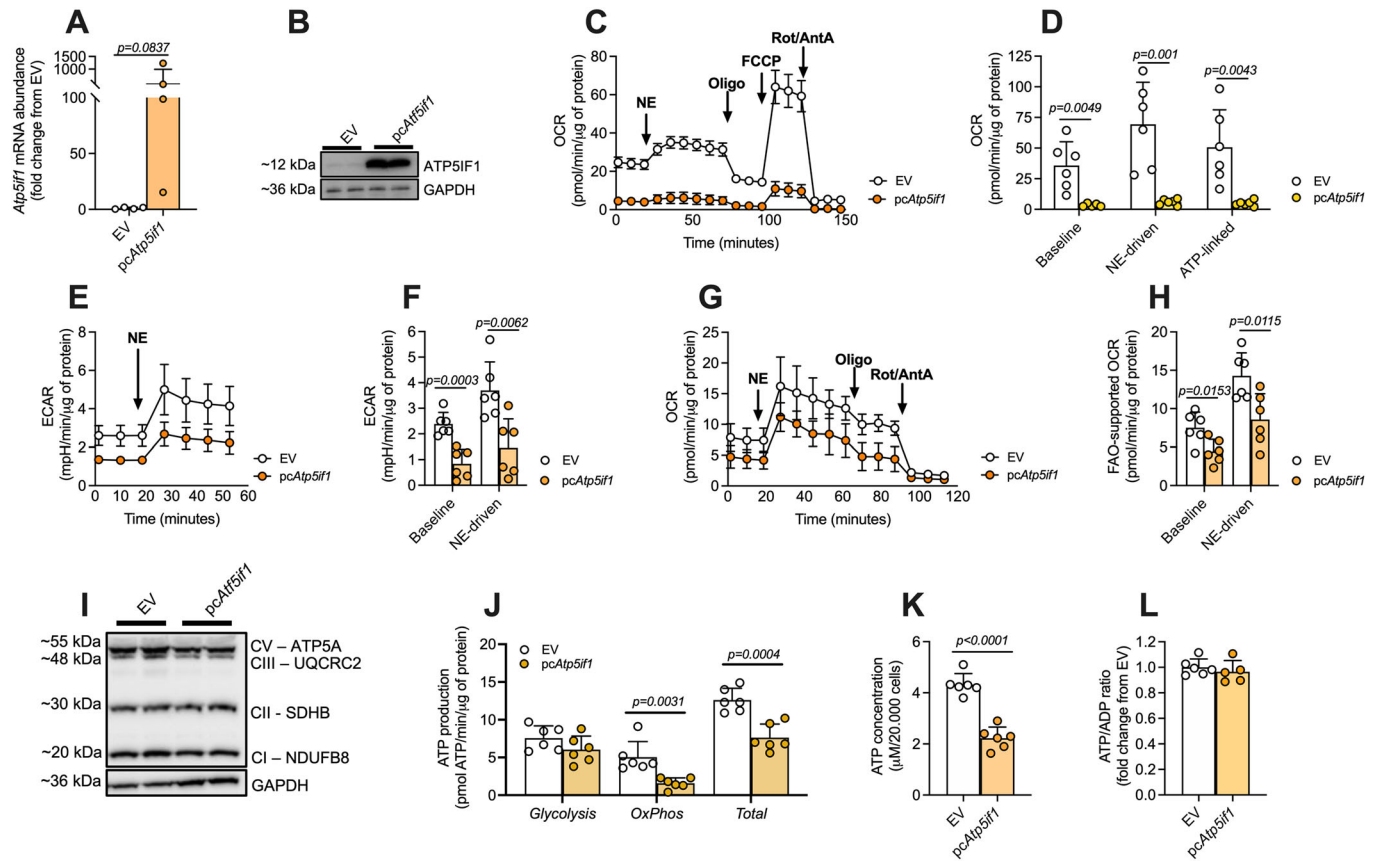 A
Atp5if1 mRNA abundance
(fold change from EV)
p=0.0837
1500
1000
100
50
0
EV
pcAtp5if1
B
EV
pcAtf5if1
~12 kDa
ATP5IF1
~36 kDa
GAPDH
C
OCR
(pmol/min/µg of protein)
80
60
40
20
0
NE
Oligo
FCCP
Rot/AntA
0
50
100
150
Time (minutes)
EV
pcAtp5if1
D
OCR
(pmol/min/µg of protein)
125
100
75
50
25
0
p=0.0049
p=0.001
p=0.0043
Baseline
NE-driven
ATP-linked
EV
pcAtp5if1
E
ECAR
(mpH/min/µg of protein)
8
6
4
2
0
NE
0
10
20
30
40
50
60
Time (minutes)
EV
pcAtp5if1
F
ECAR
(mpH/min/µg of protein)
6
5
4
3
2
1
0
p=0.0003
p=0.0062
Baseline
NE-driven
EV
pcAtp5if1
G
OCR
(pmol/min/µg of protein)
25
20
15
10
5
0
NE
Oligo
Rot/AntA
0
20
40
60
80
100
120
Time (minutes)
EV
pcAtp5if1
H
FAO-supported OCR
(pmol/min/µg of protein)
20
15
10
5
0
p=0.0153
p=0.0115
Baseline
NE-driven
EV
pcAtp5if1
I
EV
pcAtf5if1
~55 kDa
~48 kDa
~30 kDa
~20 kDa
~36 kDa
CV – ATP5A
CIII – UQCRC2
CII - SDHB
CI – NDUFB8
GAPDH
J
ATP production
(pmol ATP/min/µg of protein)
20
15
10
5
0
EV
pcAtp5if1
p=0.0031
p=0.0004
Glycolysis
OxPhos
Total
K
ATP concentration
(µM/20.000 cells)
6
4
2
0
p<0.0001
EV
pcAtp5if1
L
ATP/ADP ratio
(fold change from EV)
1.2
1.0
0.8
0.6
0.4
0.2
0.0
EV
pcAtp5if1